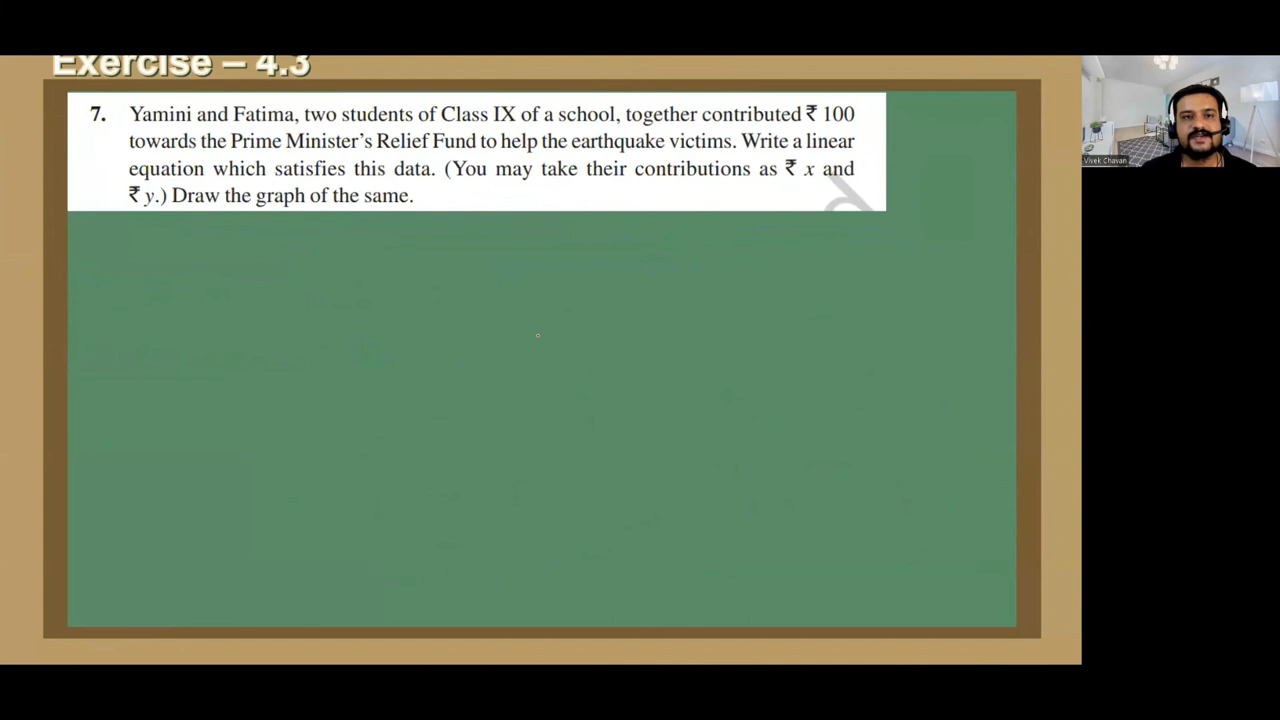 Exercise – 4.3
7. Yamini and Fatima, two students of Class IX of a school, together contributed ₹ 100
towards the Prime Minister’s Relief Fund to help the earthquake victims. Write a linear
equation which satisfies this data. (You may take their contributions as ₹ x and
₹ y.) Draw the graph of the same.
d
Vivek Chavan